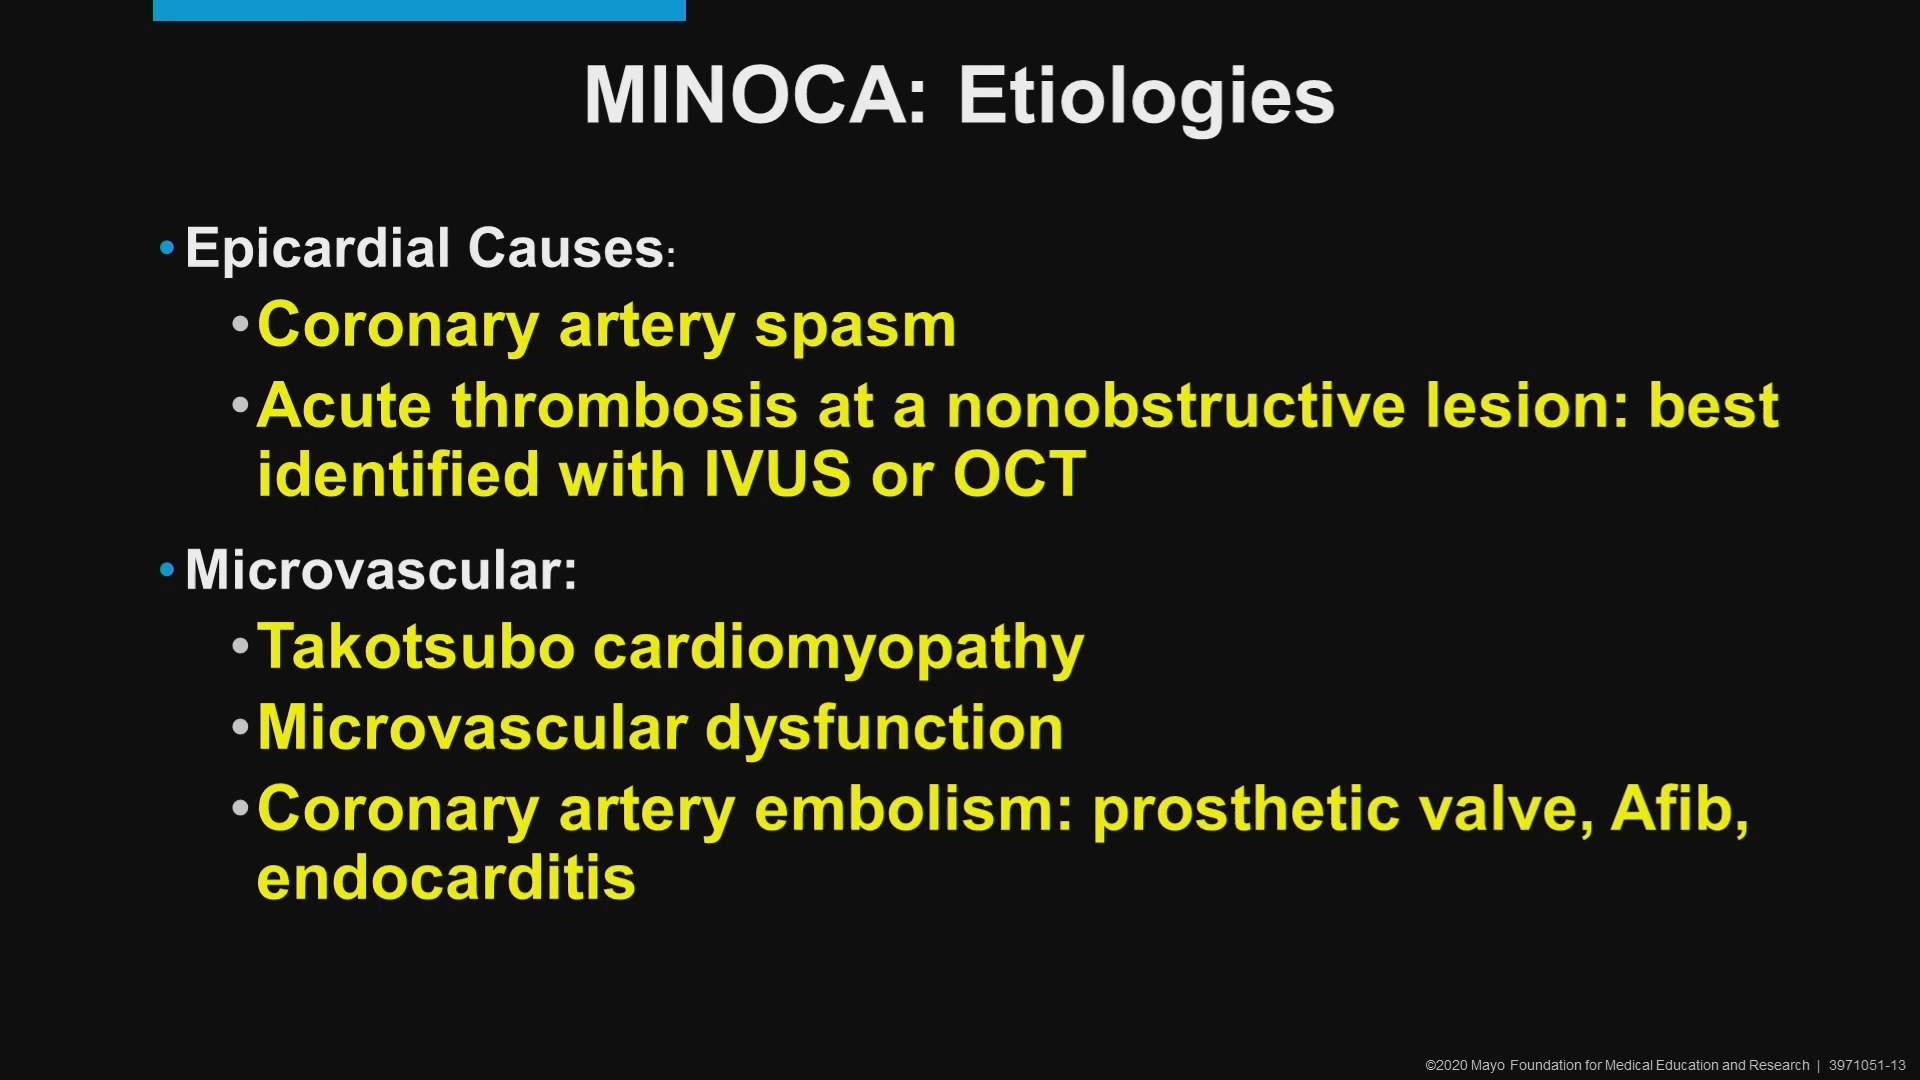 MINOCA: Etiologies
• Epicardial Causes:
• Coronary artery spasm
• Acute thrombosis at a nonobstructive lesion: best
identified with IVUS or OCT
• Microvascular:
• Takotsubo cardiomyopathy
• Microvascular dysfunction
• Coronary artery embolism: prosthetic valve, Afib,
endocarditis
©2020 Mayo Foundation for Medical Education and Research | 3971051-13